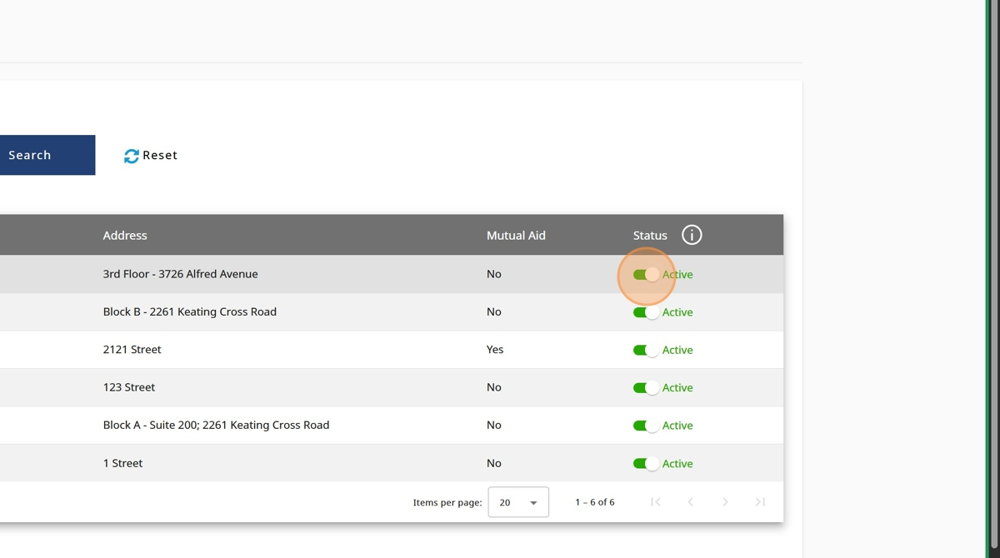 Search Reset
Address Mutual Aid Status
3rd Floor - 3726 Alfred Avenue No Active
Block B - 2261 Keating Cross Road No Active
2121 Street Yes Active
123 Street No Active
Block A - Suite 200; 2261 Keating Cross Road No Active
1 Street No Active
Items per page: 20 1 – 6 of 6